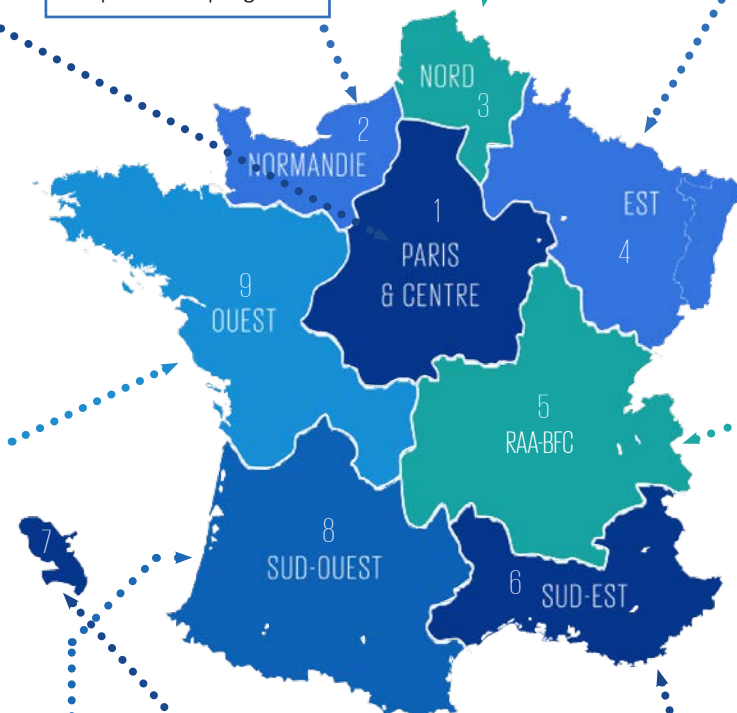 NORD
3
2
NORMANDIE
1
PARIS
& CENTRE
EST
4
9
OUEST
5
RAA-BFC
7
8
SUD-OUEST
6
SUD-EST